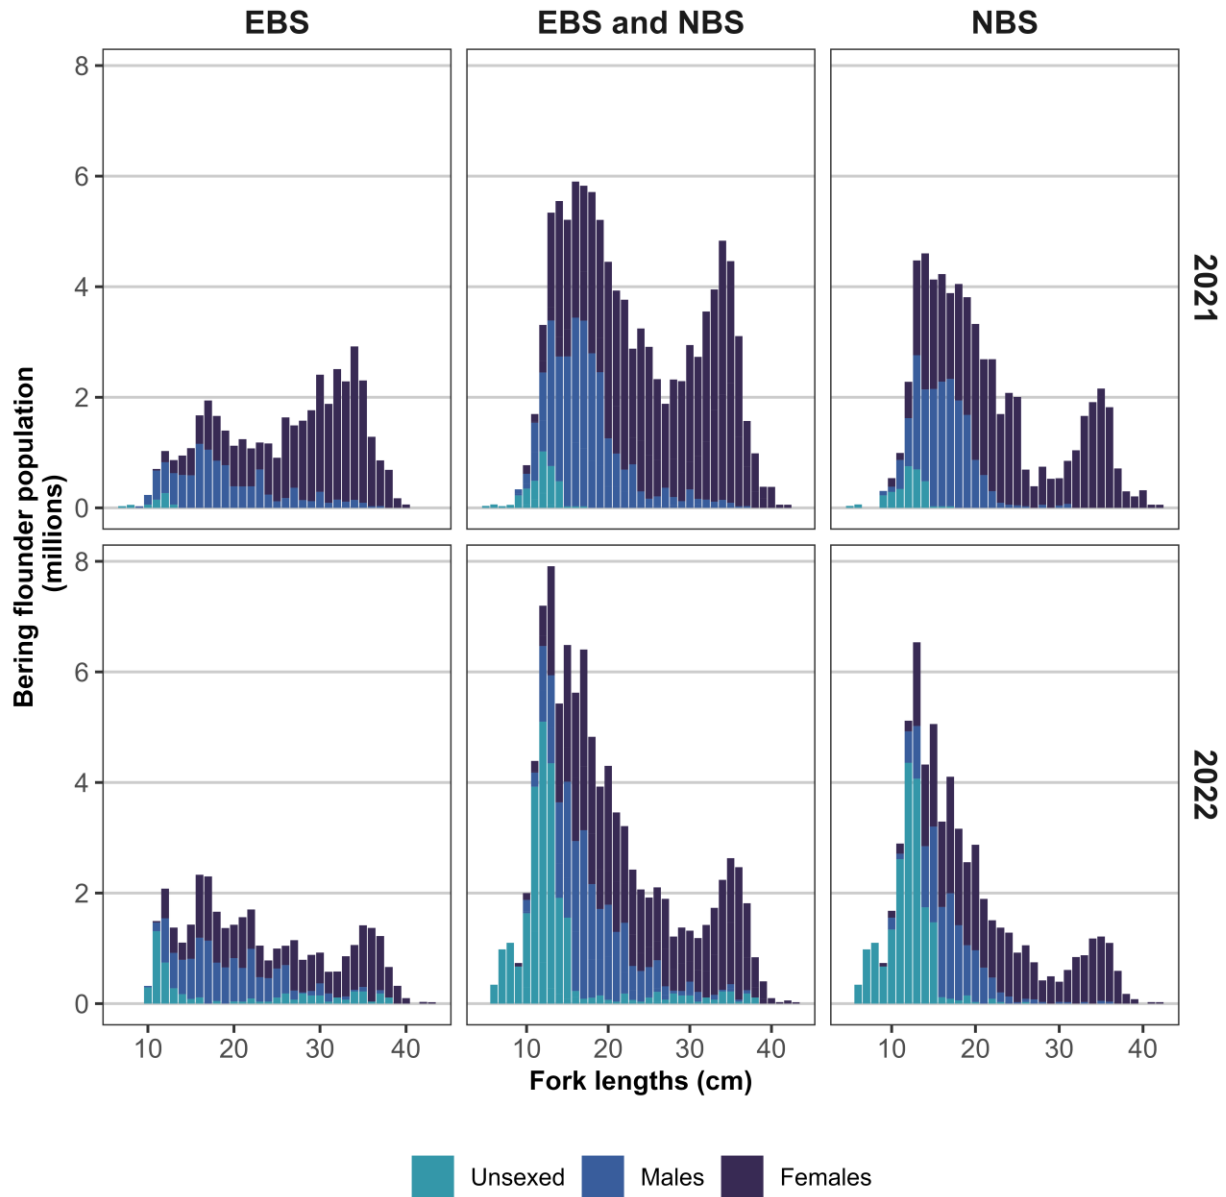 EBS EBS and NBS NBS
8
6
4
2
0
2021
Bering flounder population
(millions)
8
6
4
2
0
2022
10 20 30 40 10 20 30 40 10 20 30 40
Fork lengths (cm)
Unsexed Males Females